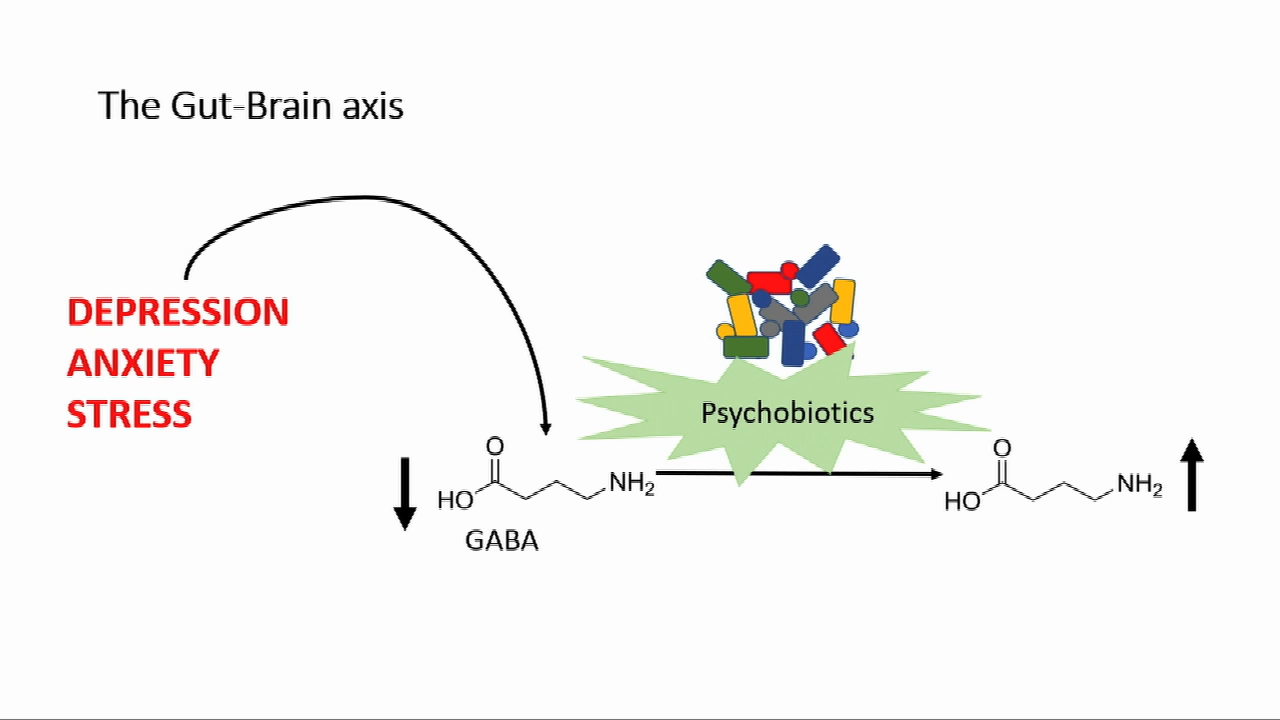 The Gut-Brain axis
DEPRESSION
ANXIETY
STRESS
Psychobiotics
O
HO
NH2
GABA
O
HO
NH2